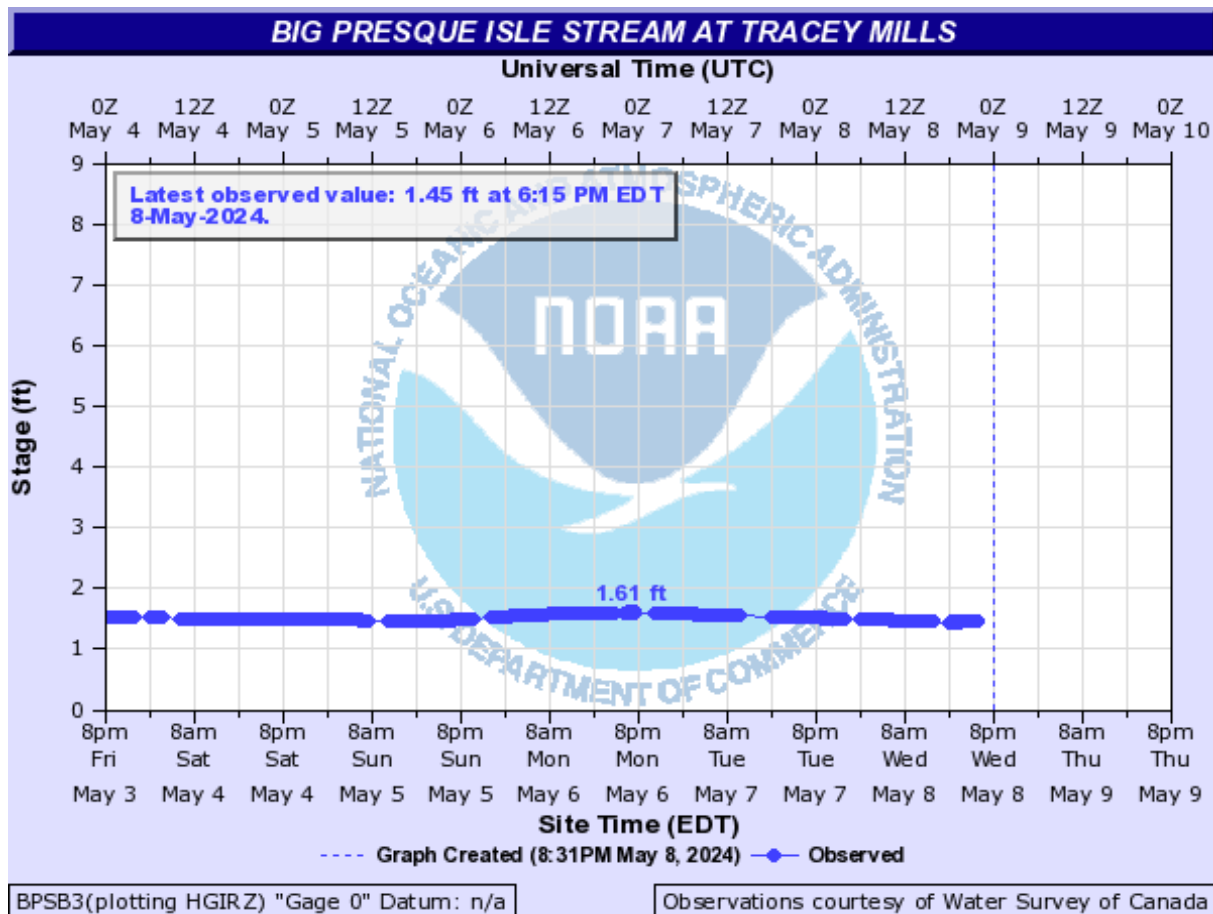 BIG PRESQUE ISLE STREAM AT TRACEY MILLS
Universal Time (UTC)
0Z 12Z 0Z 12Z 0Z 12Z 0Z 12Z 0Z 12Z 0Z 12Z 0Z
May 4 May 4 May 5 May 5 May 6 May 6 May 7 May 7 May 8 May 8 May 9 May 9 May 10
Latest observed value: 1.45 ft at 6:15 PM EDT
8-May-2024.
NATIONAL OCEANIC AND ATMOSPHERIC ADMINISTRATION
NOAA
U.S. DEPARTMENT OF COMMERCE
Stage (ft)
9
8
7
6
5
4
3
2
1
0
1.61 ft
8pm 8am 8pm 8am 8pm 8am 8pm 8am 8pm 8am 8pm 8am 8pm
Fri Sat Sat Sun Sun Mon Mon Tue Tue Wed Wed Thu Thu
May 3 May 4 May 4 May 5 May 5 May 6 May 6 May 7 May 7 May 8 May 8 May 9 May 9
Site Time (EDT)
Graph Created (8:31PM May 8, 2024) Observed
BPSB3(plotting HGIRZ) "Gage 0" Datum: n/a
Observations courtesy of Water Survey of Canada